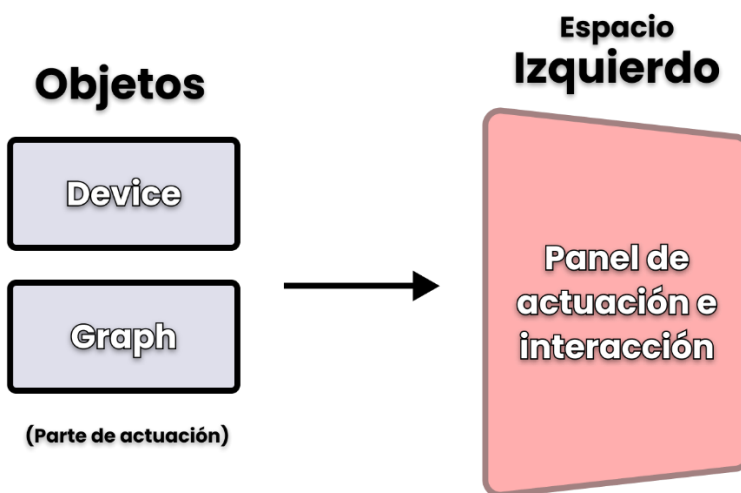 Objetos
Device
Graph
(Parte de actuación)
Espacio
Izquierdo
Panel de
actuación e
interacción